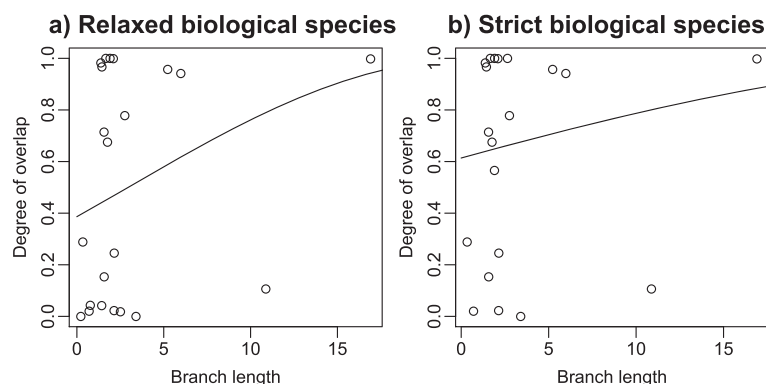 a) Relaxed biological species
b) Strict biological species
Degree of overlap
1.0
0.8
0.6
0.4
0.2
0.0
0 5 10 15
Branch length
Degree of overlap
1.0
0.8
0.6
0.4
0.2
0.0
0 5 10 15
Branch length